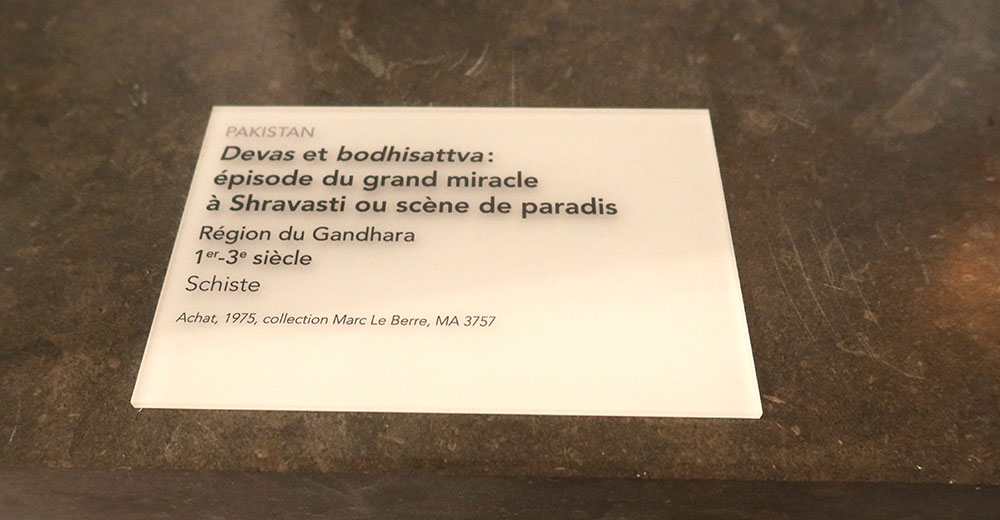 PAKISTAN
Devas et bodhisattva :
épisode du grand miracle
à Shravasti ou scène de paradis
Région du Gandhara
1er-3e siècle
Schiste
Achat, 1975, collection Marc Le Berre, MA 3757